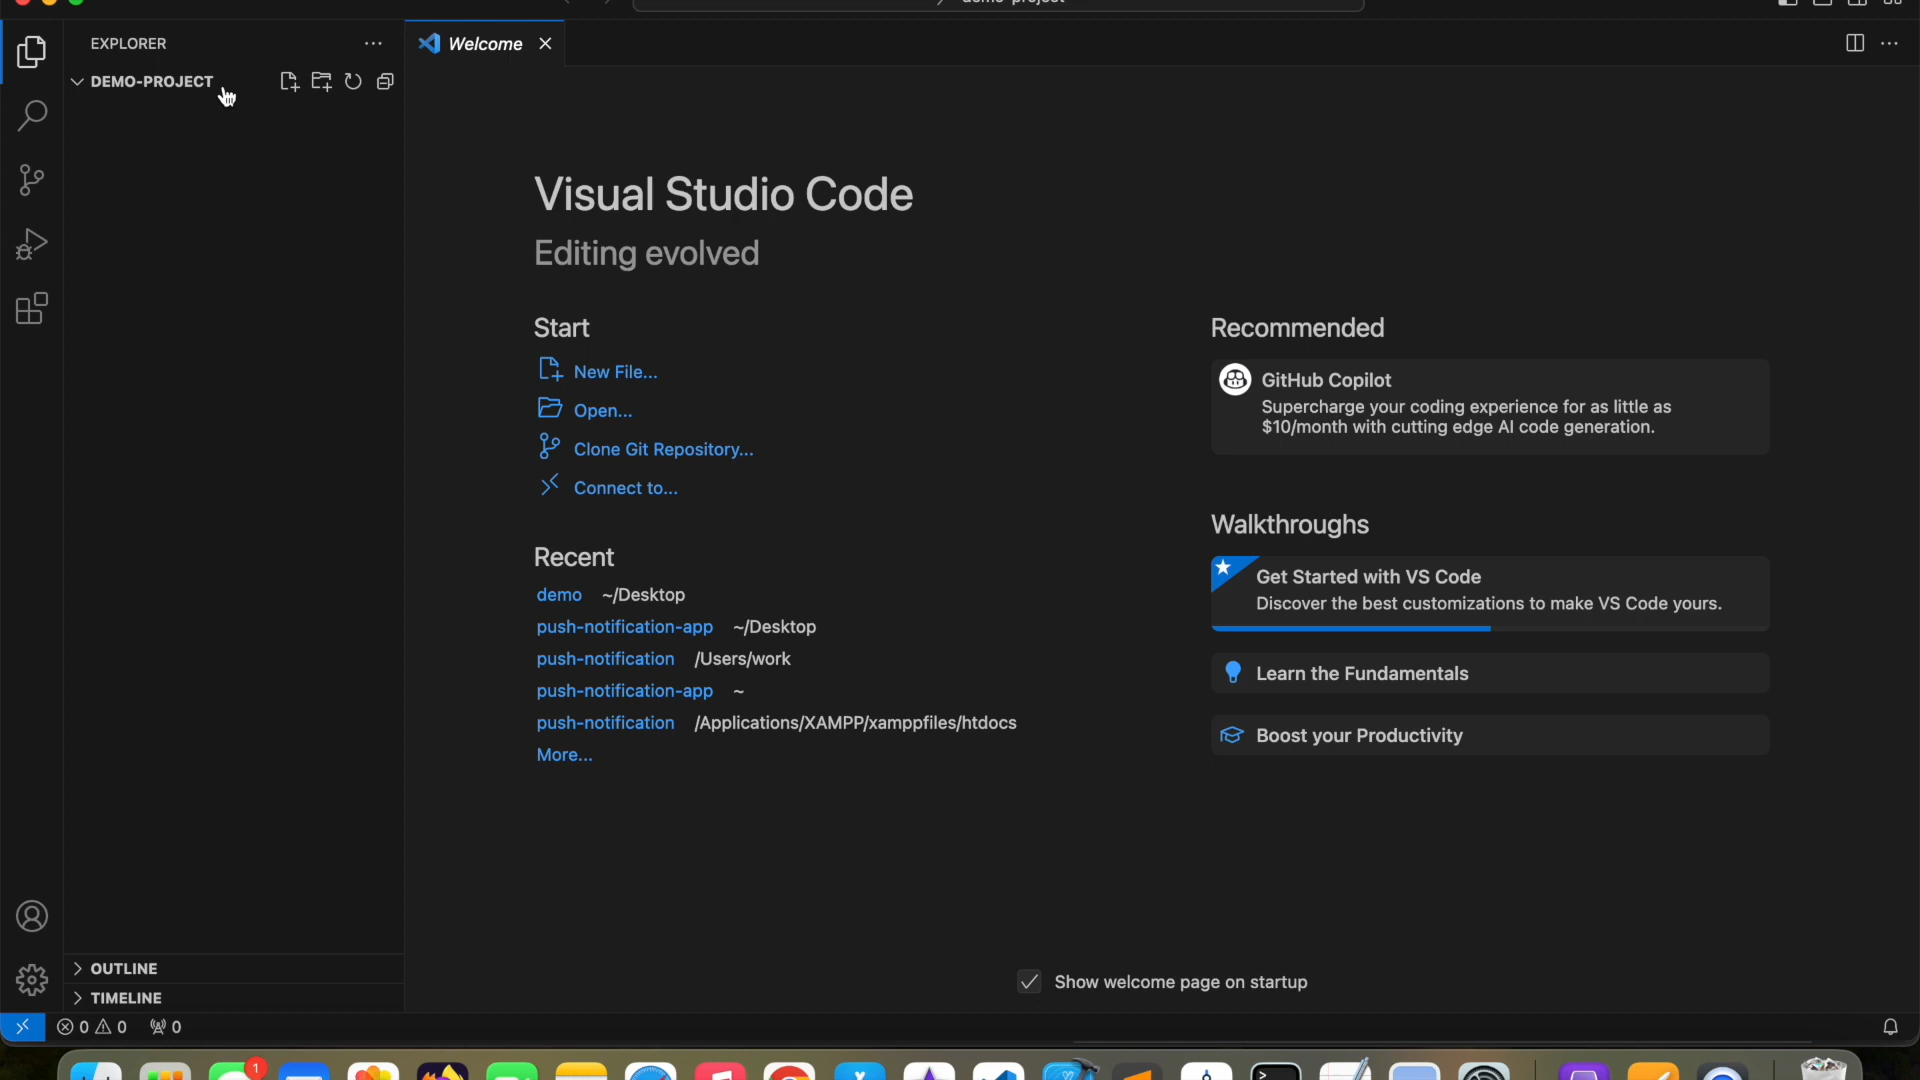 demo-project
EXPLORER
Welcome
DEMO-PROJECT
Visual Studio Code
Editing evolved
Start
New File...
Open...
Clone Git Repository...
Connect to...
Recent
demo ~/Desktop
push-notification-app ~/Desktop
push-notification /Users/work
push-notification-app ~
push-notification /Applications/XAMPP/xamppfiles/htdocs
More...
Recommended
GitHub Copilot
Supercharge your coding experience for as little as
$10/month with cutting edge AI code generation.
Walkthroughs
Get Started with VS Code
Discover the best customizations to make VS Code yours.
Learn the Fundamentals
Boost your Productivity
Show welcome page on startup
OUTLINE
TIMELINE
0 0 0
1